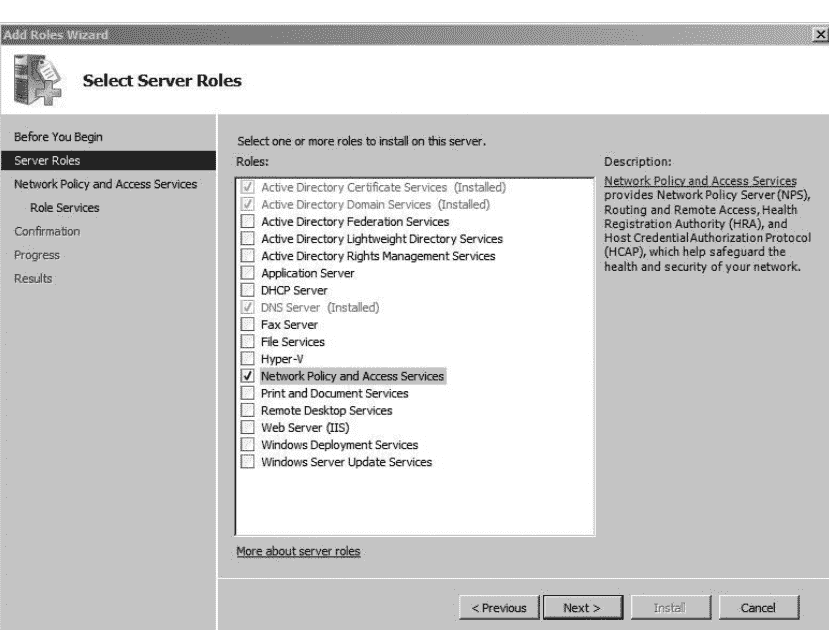 Add Roles Wizard
Select Server Roles
Before You Begin
Server Roles
Network Policy and Access Services
Role Services
Confirmation
Progress
Results
Select one or more roles to install on this server.
Roles:
Active Directory Certificate Services (Installed)
Active Directory Domain Services (Installed)
Active Directory Federation Services
Active Directory Lightweight Directory Services
Active Directory Rights Management Services
Application Server
DHCP Server
DNS Server (Installed)
Fax Server
File Services
Hyper-V
Network Policy and Access Services
Print and Document Services
Remote Desktop Services
Web Server (IIS)
Windows Deployment Services
Windows Server Update Services
More about server roles
Description:
Network Policy and Access Services
provides Network Policy Server (NPS),
Routing and Remote Access, Health
Registration Authority (HRA), and
Host Credential Authorization Protocol
(HCAP), which help safeguard the
health and security of your network.
< Previous
Next >
Install
Cancel